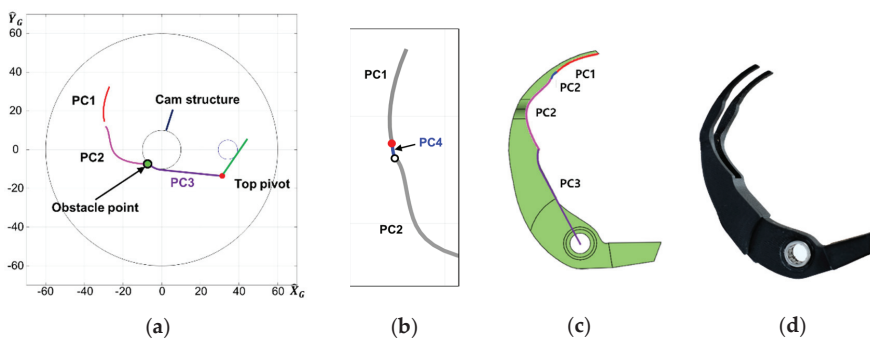 Ŷ_G
60
40
20
0
-20
-40
-60
PC1
Cam structure
PC2
PC3
Top pivot
Obstacle point
-60 -40 -20 0 20 40 60 X̂_G
(a)
PC1
PC4
PC2
(b)
PC1
PC2
PC2
PC3
(c)
(d)